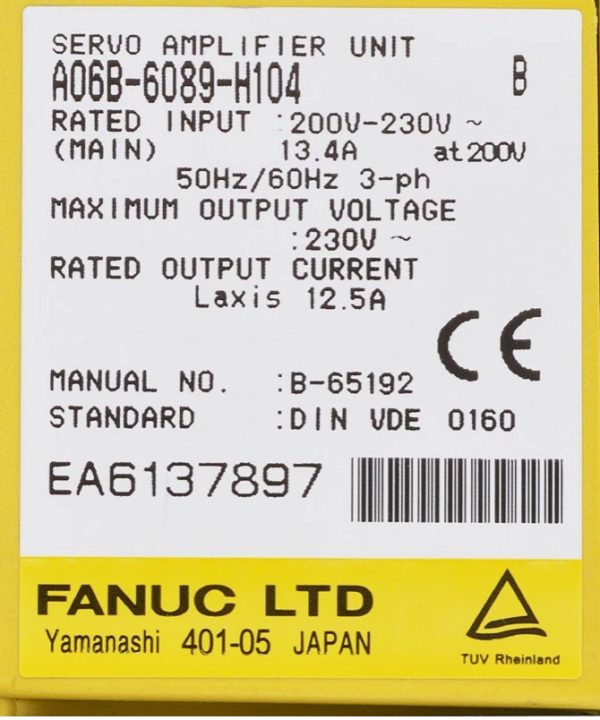 SERVO AMPLIFIER UNIT
A06B-6089-H104 B
RATED INPUT :200V-230V ~
(MAIN) 13.4A at 200V
50Hz/60Hz 3-ph
MAXIMUM OUTPUT VOLTAGE
:230V ~
RATED OUTPUT CURRENT
Laxis 12.5A
CE
MANUAL NO. :B-65192
STANDARD :DIN VDE 0160
EA6137897
FANUC LTD
Yamanashi 401-05 JAPAN
TUV Rheinland